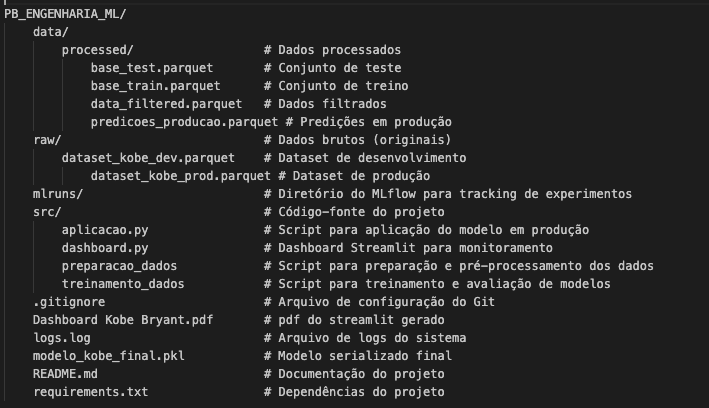 PB_ENGENHARIA_ML/
    data/
        processed/                  # Dados processados
            base_test.parquet       # Conjunto de teste
            base_train.parquet      # Conjunto de treino
            data_filtered.parquet   # Dados filtrados
            predicoes_producao.parquet # Predições em produção
    raw/                            # Dados brutos (originais)
        dataset_kobe_dev.parquet    # Dataset de desenvolvimento
            dataset_kobe_prod.parquet # Dataset de produção
    mlruns/                         # Diretório do MLflow para tracking de experimentos
    src/                            # Código-fonte do projeto
        aplicacao.py                # Script para aplicação do modelo em produção
        dashboard.py                # Dashboard Streamlit para monitoramento
        preparacao_dados            # Script para preparação e pré-processamento dos dados
        treinamento_dados           # Script para treinamento e avaliação de modelos
    .gitignore                      # Arquivo de configuração do Git
    Dashboard Kobe Bryant.pdf       # pdf do streamlit gerado
    logs.log                        # Arquivo de logs do sistema
    modelo_kobe_final.pkl           # Modelo serializado final
    README.md                       # Documentação do projeto
    requirements.txt                # Dependências do projeto